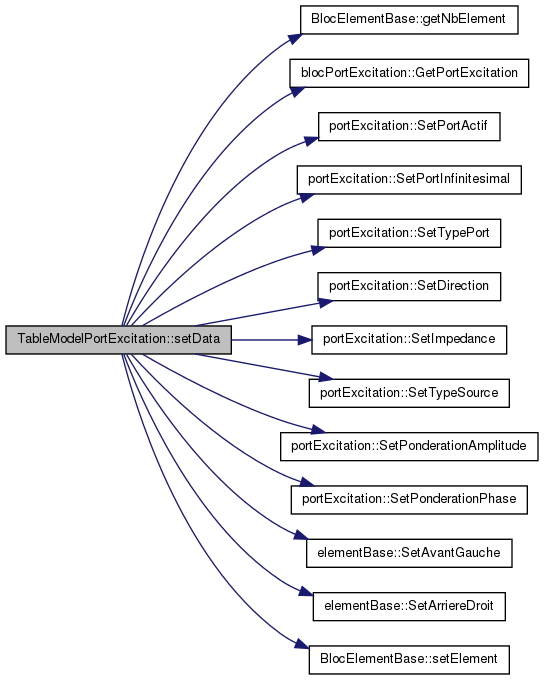 BlocElementBase::getNbElement
blocPortExcitation::GetPortExcitation
portExcitation::SetPortActif
portExcitation::SetPortInfinitesimal
portExcitation::SetTypePort
portExcitation::SetDirection
TableModelPortExcitation::setData
portExcitation::SetImpedance
portExcitation::SetTypeSource
portExcitation::SetPonderationAmplitude
portExcitation::SetPonderationPhase
elementBase::SetAvantGauche
elementBase::SetArriereDroit
BlocElementBase::setElement